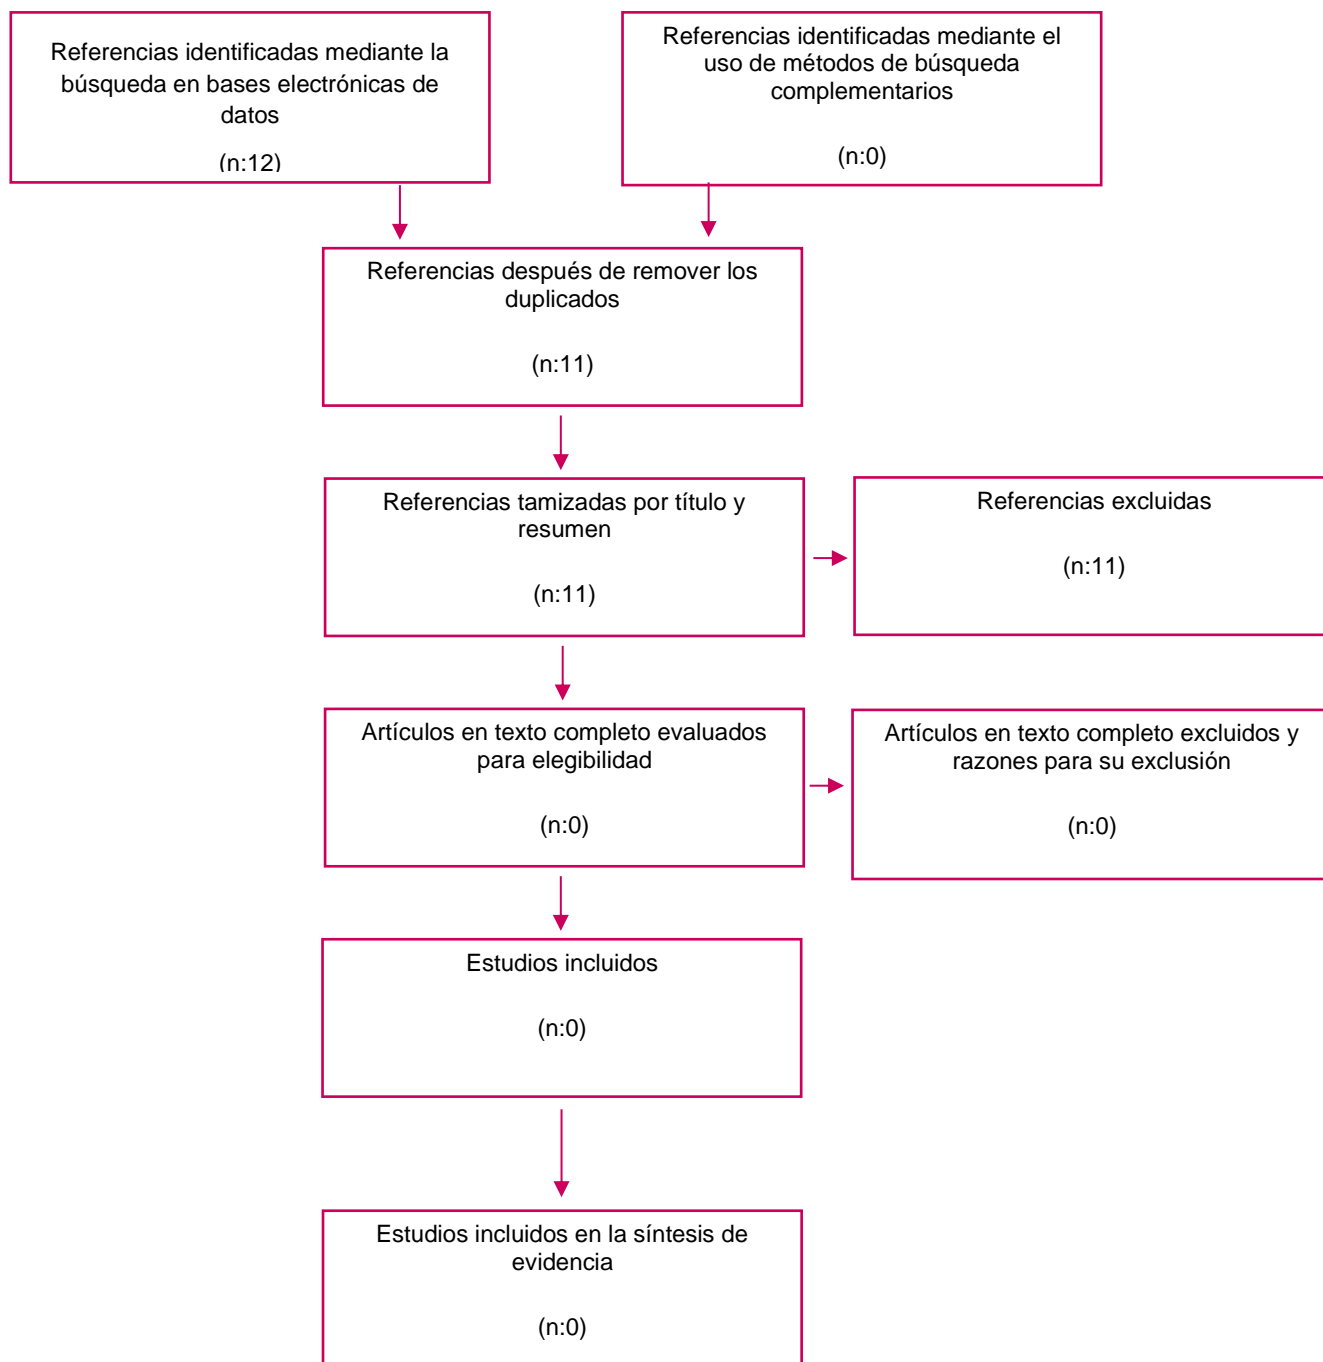 Referencias identificadas mediante la
búsqueda en bases electrónicas de
datos
(n:12)
Referencias identificadas mediante el
uso de métodos de búsqueda
complementarios
(n:0)
Referencias después de remover los
duplicados
(n:11)
Referencias tamizadas por título y
resumen
(n:11)
Referencias excluidas
(n:11)
Artículos en texto completo evaluados
para elegibilidad
(n:0)
Artículos en texto completo excluidos y
razones para su exclusión
(n:0)
Estudios incluidos
(n:0)
Estudios incluidos en la síntesis de
evidencia
(n:0)